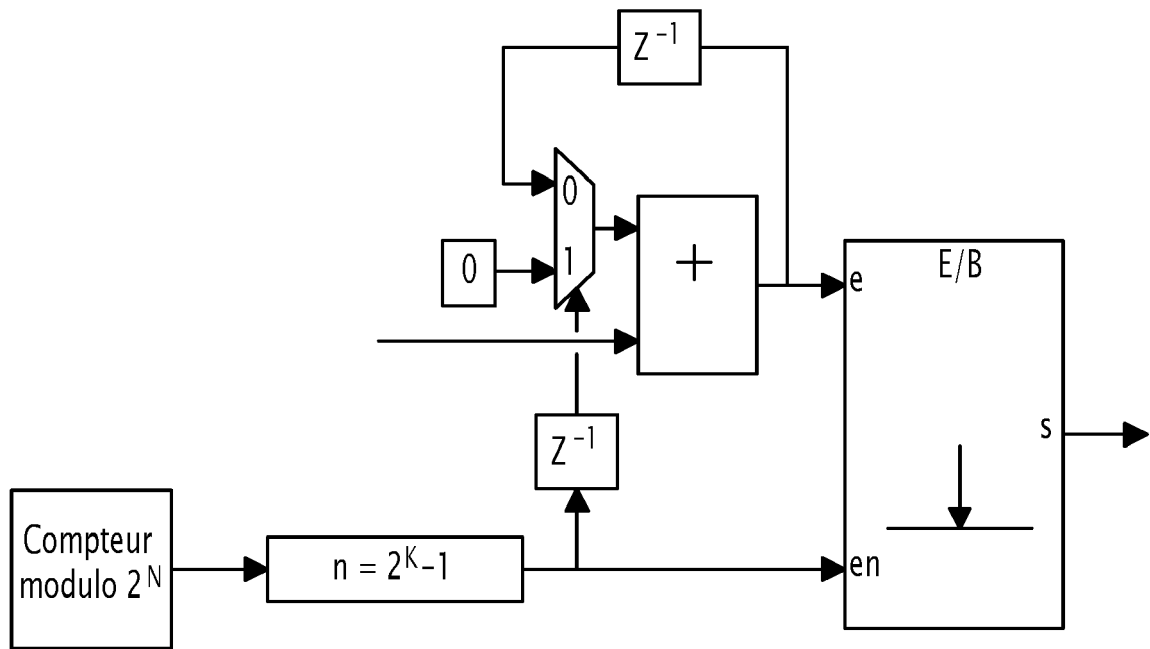 Z⁻¹
0
1
0
+
E/B
e
s
Z⁻¹
Compteur
modulo 2ᴺ
n = 2ᴷ–1
en